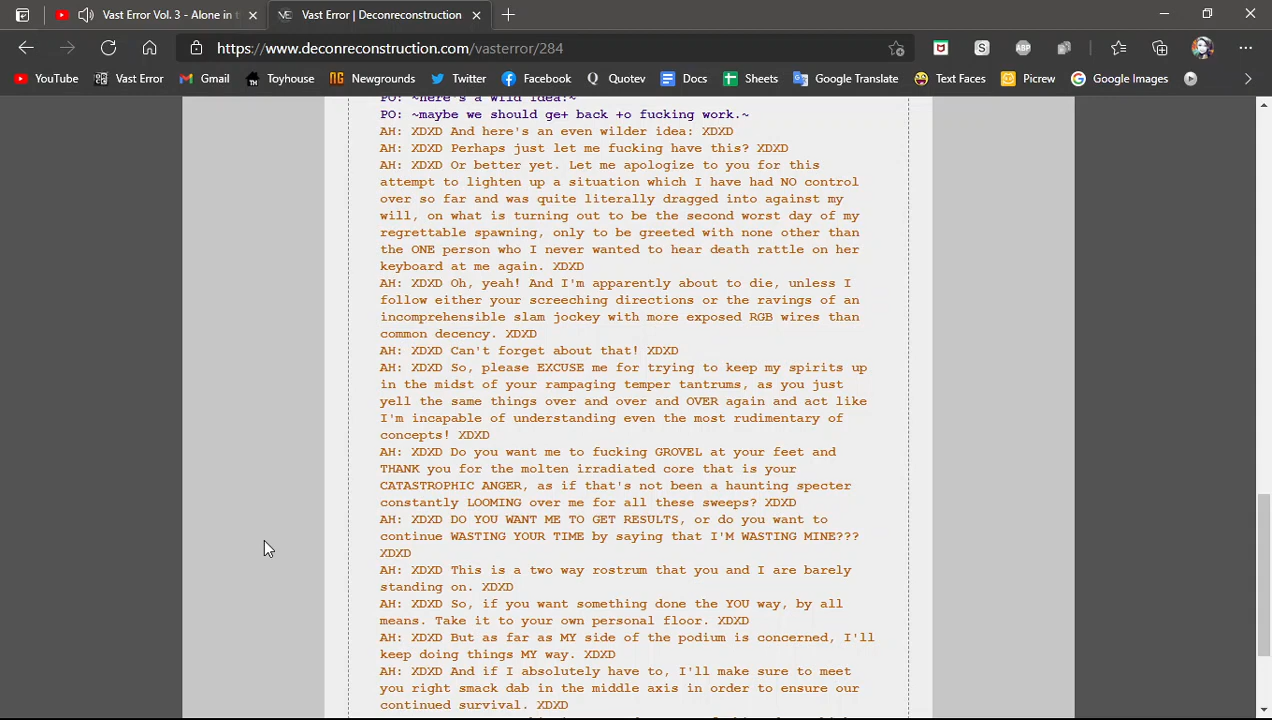 Vast Error Vol. 3 - Alone in t
VE Vast Error | Deconreconstruction
https://www.deconreconstruction.com/vasterror/284
S ABP
YouTube Vast Error Gmail TH Toyhouse NG Newgrounds Twitter Facebook Q Quotev Docs Sheets Google Translate Text Faces Picrew Google Images
PO: ~here's a wild idea:~
PO: ~maybe we should ge+ back +o fucking work.~
AH: XDXD And here's an even wilder idea: XDXD
AH: XDXD Perhaps just let me fucking have this? XDXD
AH: XDXD Or better yet. Let me apologize to you for this
attempt to lighten up a situation which I have had NO control
over so far and was quite literally dragged into against my
will, on what is turning out to be the second worst day of my
regrettable spawning, only to be greeted with none other than
the ONE person who I never wanted to hear death rattle on her
keyboard at me again. XDXD
AH: XDXD Oh, yeah! And I'm apparently about to die, unless I
follow either your screeching directions or the ravings of an
incomprehensible slam jockey with more exposed RGB wires than
common decency. XDXD
AH: XDXD Can't forget about that! XDXD
AH: XDXD So, please EXCUSE me for trying to keep my spirits up
in the midst of your rampaging temper tantrums, as you just
yell the same things over and over and OVER again and act like
I'm incapable of understanding even the most rudimentary of
concepts! XDXD
AH: XDXD Do you want me to fucking GROVEL at your feet and
THANK you for the molten irradiated core that is your
CATASTROPHIC ANGER, as if that's not been a haunting specter
constantly LOOMING over me for all these sweeps? XDXD
AH: XDXD DO YOU WANT ME TO GET RESULTS, or do you want to
continue WASTING YOUR TIME by saying that I'M WASTING MINE???
XDXD
AH: XDXD This is a two way rostrum that you and I are barely
standing on. XDXD
AH: XDXD So, if you want something done the YOU way, by all
means. Take it to your own personal floor. XDXD
AH: XDXD But as far as MY side of the podium is concerned, I'll
keep doing things MY way. XDXD
AH: XDXD And if I absolutely have to, I'll make sure to meet
you right smack dab in the middle axis in order to ensure our
continued survival. XDXD